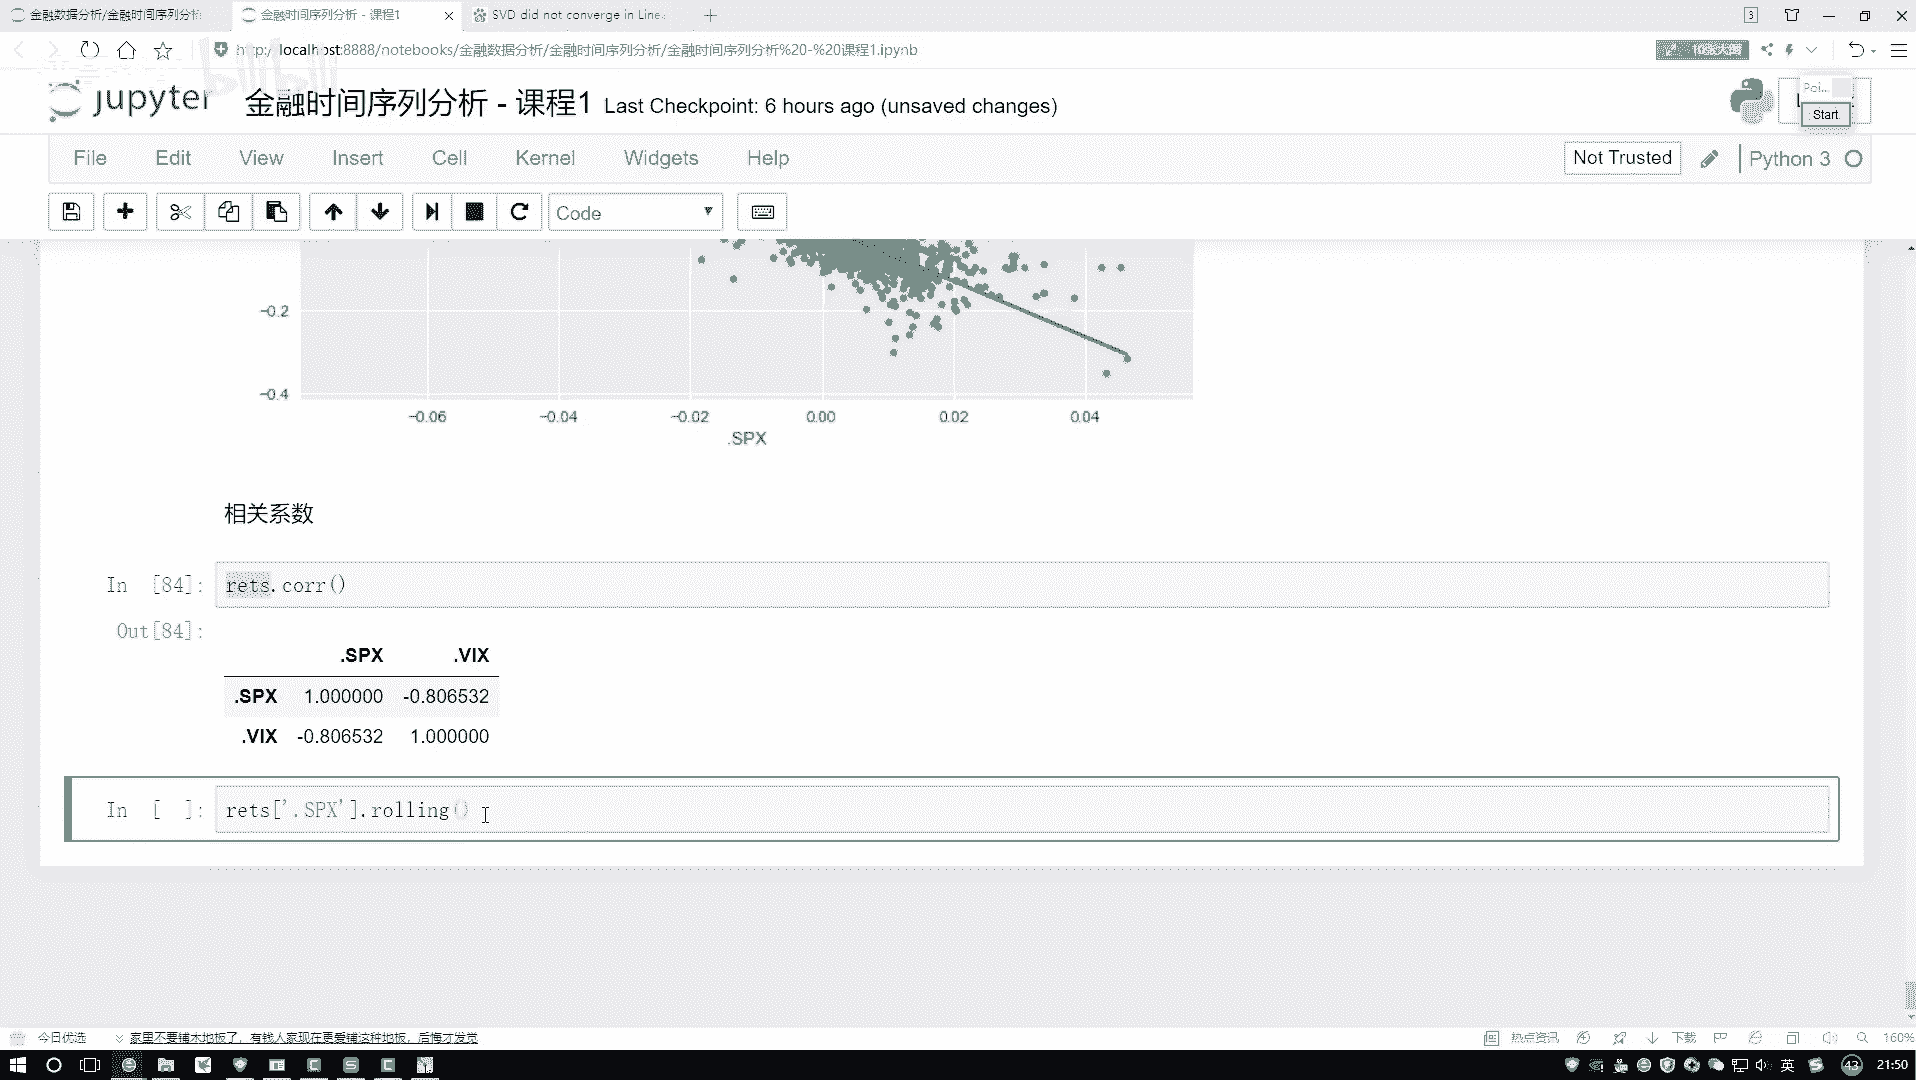 金融数据分析/金融时间序列分析
金融时间序列分析 - 课程1
SVD did not converge in Line
3
http://localhost:8888/notebooks/金融数据分析/金融时间序列分析/金融时间序列分析%20-%20课程1.ipynb
jupyter
金融时间序列分析 - 课程1 Last Checkpoint: 6 hours ago (unsaved changes)
Poi...
Start
File Edit View Insert Cell Kernel Widgets Help
Not Trusted
Python 3
Code
−0.2
−0.4
−0.06 −0.04 −0.02 0.00 0.02 0.04
.SPX
相关系数
In [84]: rets.corr()
Out[84]:
.SPX .VIX
.SPX 1.000000 -0.806532
.VIX -0.806532 1.000000
In [ ]: rets['.SPX'].rolling()
今日优选
家里不要铺木地板了，有钱人家现在更爱铺这种地板，后悔才发觉
热点资讯
下载
160%
英
43
21:50